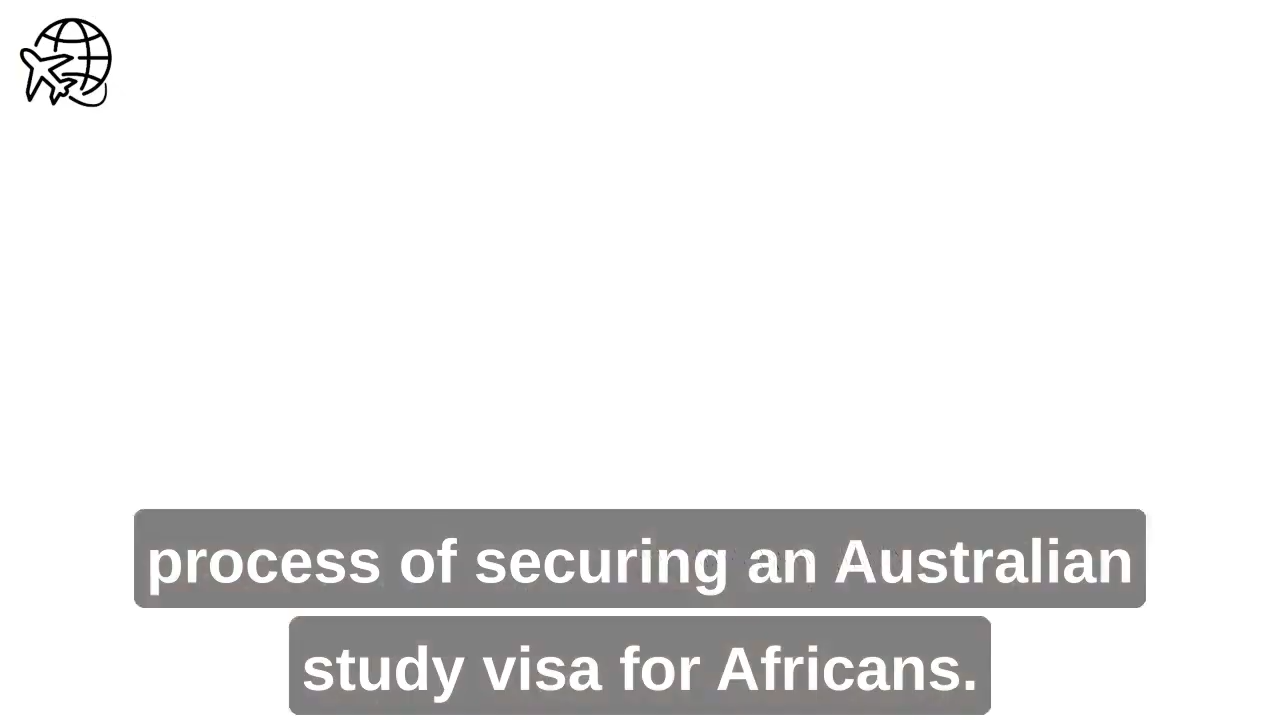 process of securing an Australian
study visa for Africans.